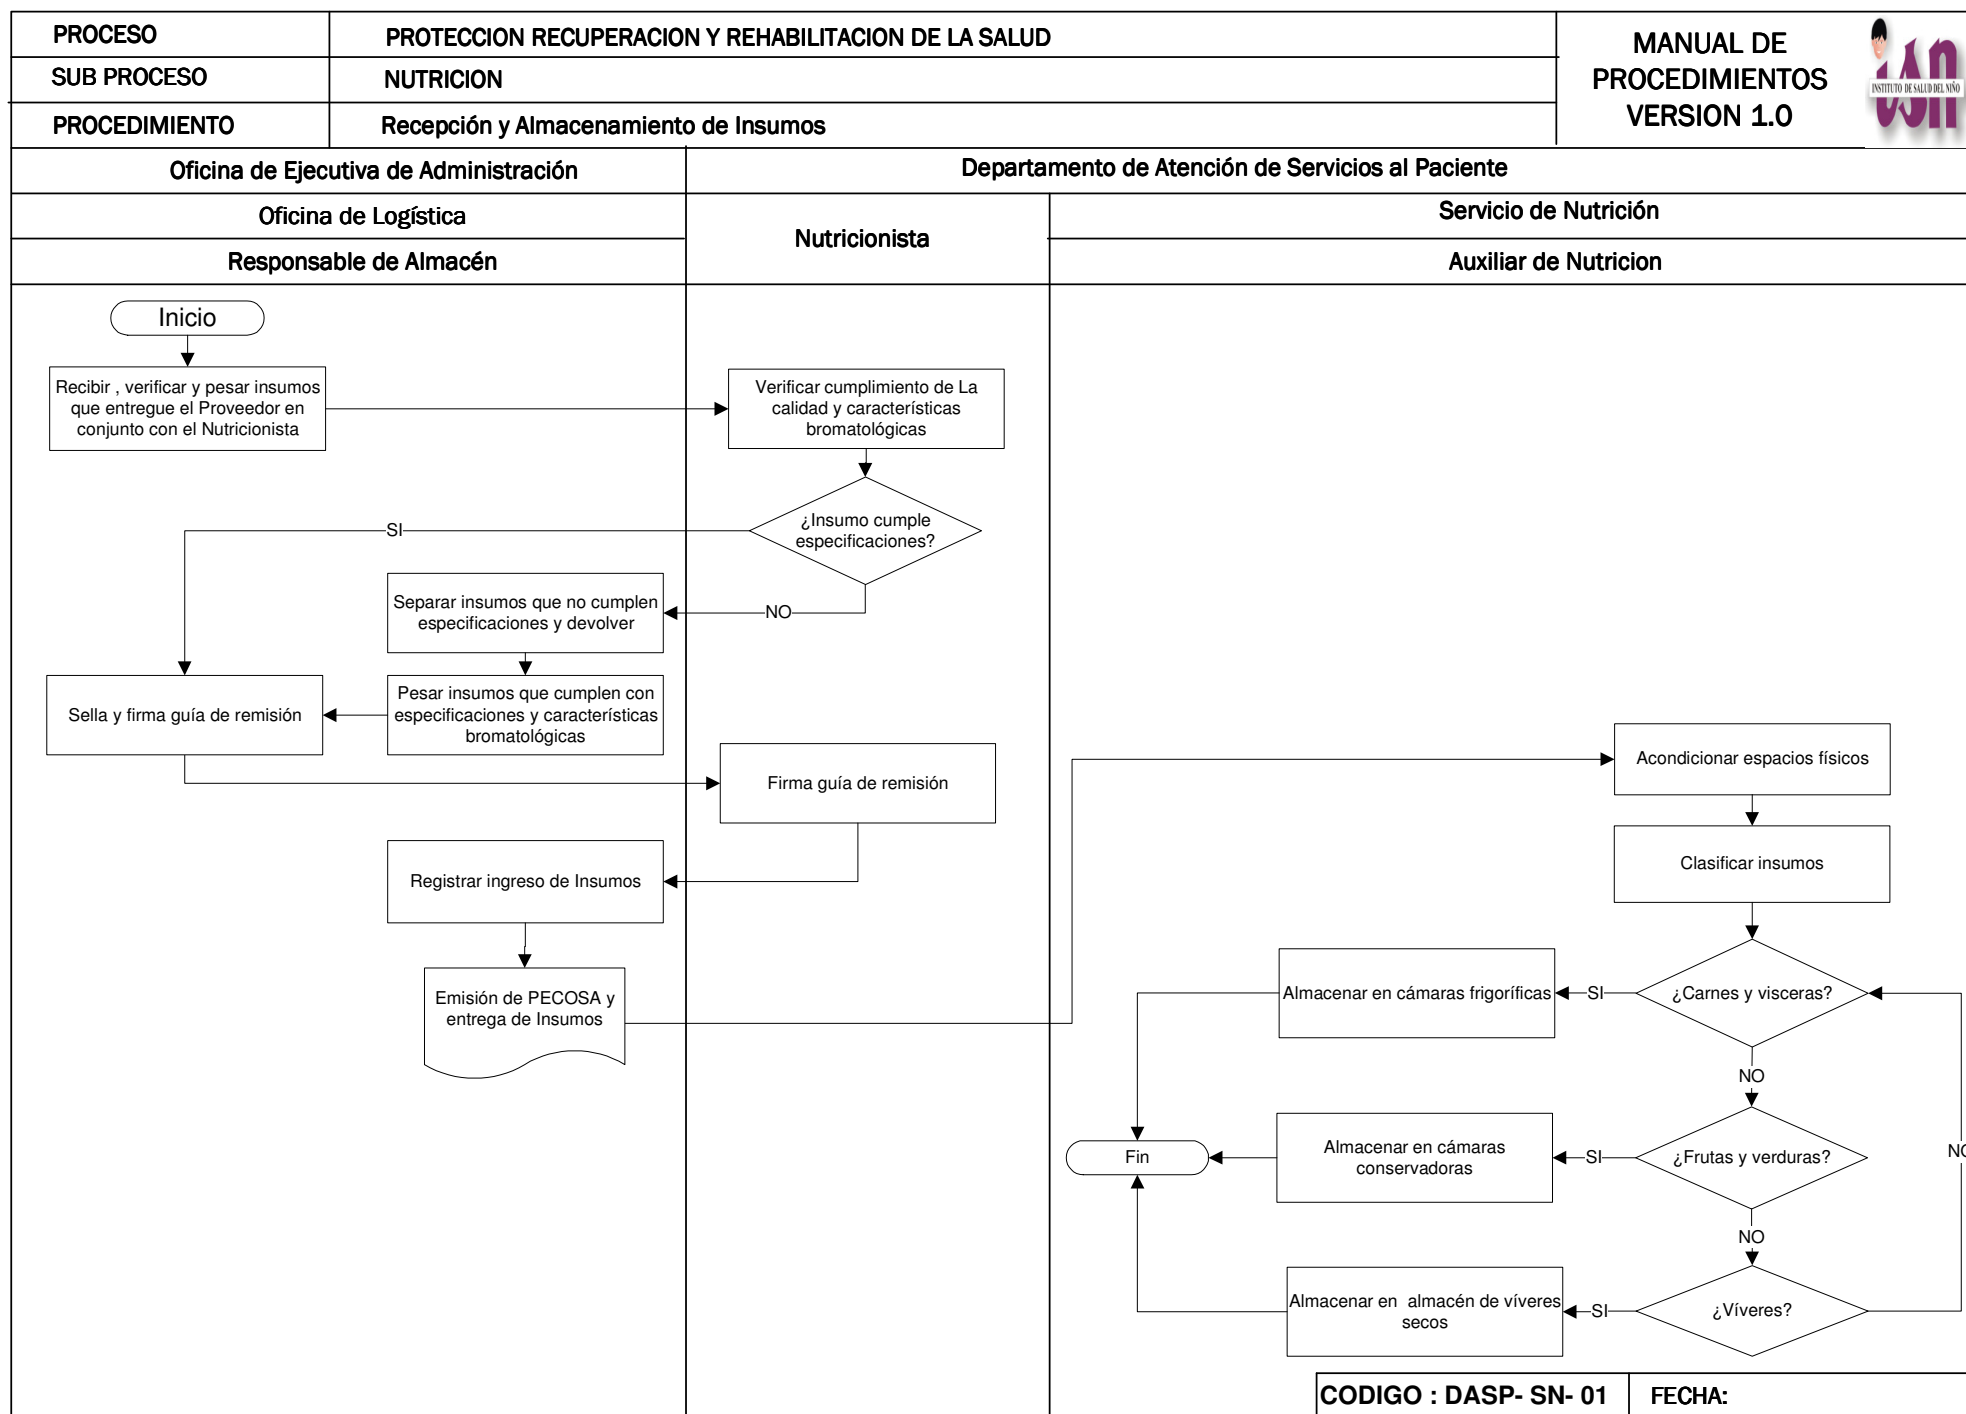 PROCESO
PROTECCION RECUPERACION Y REHABILITACION DE LA SALUD
SUB PROCESO
NUTRICION
PROCEDIMIENTO
Recepción y Almacenamiento de Insumos
MANUAL DE
PROCEDIMIENTOS
VERSION 1.0
isn
INSTITUTO DE SALUD DEL NIÑO
Oficina de Ejecutiva de Administración
Departamento de Atención de Servicios al Paciente
Oficina de Logística
Nutricionista
Servicio de Nutrición
Responsable de Almacén
Auxiliar de Nutricion
Inicio
Recibir , verificar y pesar insumos
que entregue el Proveedor en
conjunto con el Nutricionista
Verificar cumplimiento de La
calidad y características
bromatológicas
¿Insumo cumple
especificaciones?
SI
NO
Separar insumos que no cumplen
especificaciones y devolver
Pesar insumos que cumplen con
especificaciones y características
bromatológicas
Sella y firma guía de remisión
Firma guía de remisión
Registrar ingreso de Insumos
Emisión de PECOSA y
entrega de Insumos
Acondicionar espacios físicos
Clasificar insumos
¿Carnes y visceras?
SI
Almacenar en cámaras frigoríficas
NO
¿Frutas y verduras?
SI
Almacenar en cámaras
conservadoras
Fin
NO
NO
¿Víveres?
SI
Almacenar en almacén de víveres
secos
CODIGO : DASP- SN- 01
FECHA: